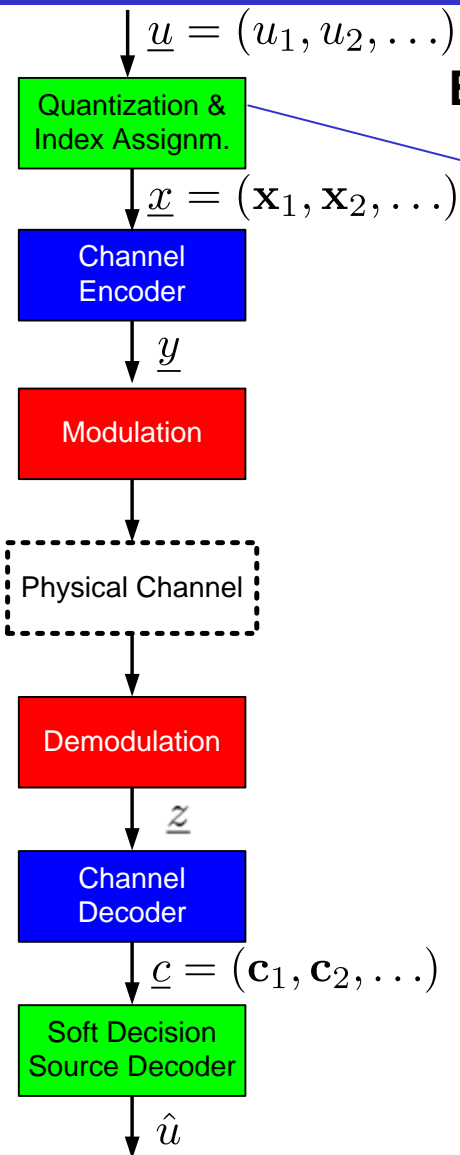 u = (u₁, u₂, . . .)
E
Quantization &
Index Assignm.
x = (𝐱₁, 𝐱₂, . . .)
Channel
Encoder
y
Modulation
Physical Channel
Demodulation
z
Channel
Decoder
c = (𝐜₁, 𝐜₂, . . .)
Soft Decision
Source Decoder
û